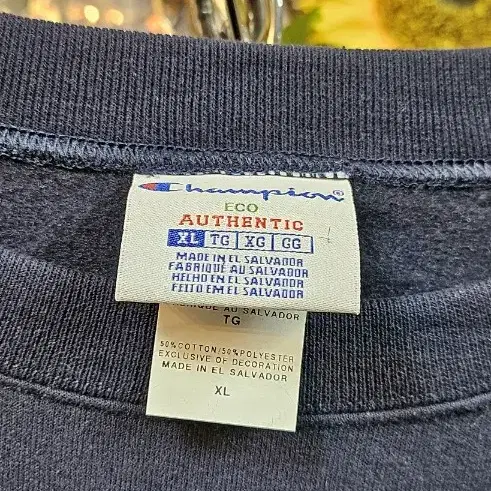 Champion®
ECO
AUTHENTIC
XL TG XG GG
MADE IN EL SALVADOR
FABRIQUÉ AU SALVADOR
HECHO EN EL SALVADOR
FEITO EM EL SALVADOR
AU SALVADOR
TG
50%COTTON/50%POLYESTER
EXCLUSIVE OF DECORATION
MADE IN EL SALVADOR
XL